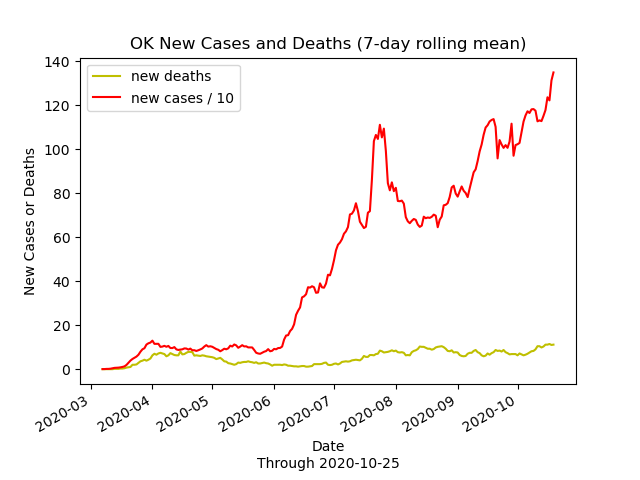 OK New Cases and Deaths (7-day rolling mean)
new deaths
new cases / 10
140
120
100
80
60
40
20
0
New Cases or Deaths
2020-03
2020-04
2020-05
2020-06
2020-07
2020-08
2020-09
2020-10
Date
Through 2020-10-25